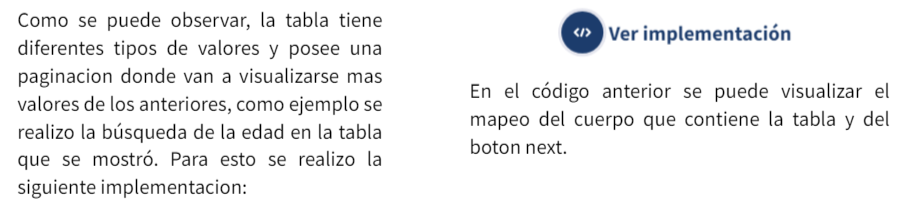 Como se puede observar, la tabla tiene
diferentes tipos de valores y posee una
paginacion donde van a visualizarse mas
valores de los anteriores, como ejemplo se
realizo la búsqueda de la edad en la tabla
que se mostró. Para esto se realizo la
siguiente implementacion:
</> Ver implementación
En el código anterior se puede visualizar el
mapeo del cuerpo que contiene la tabla y del
boton next.